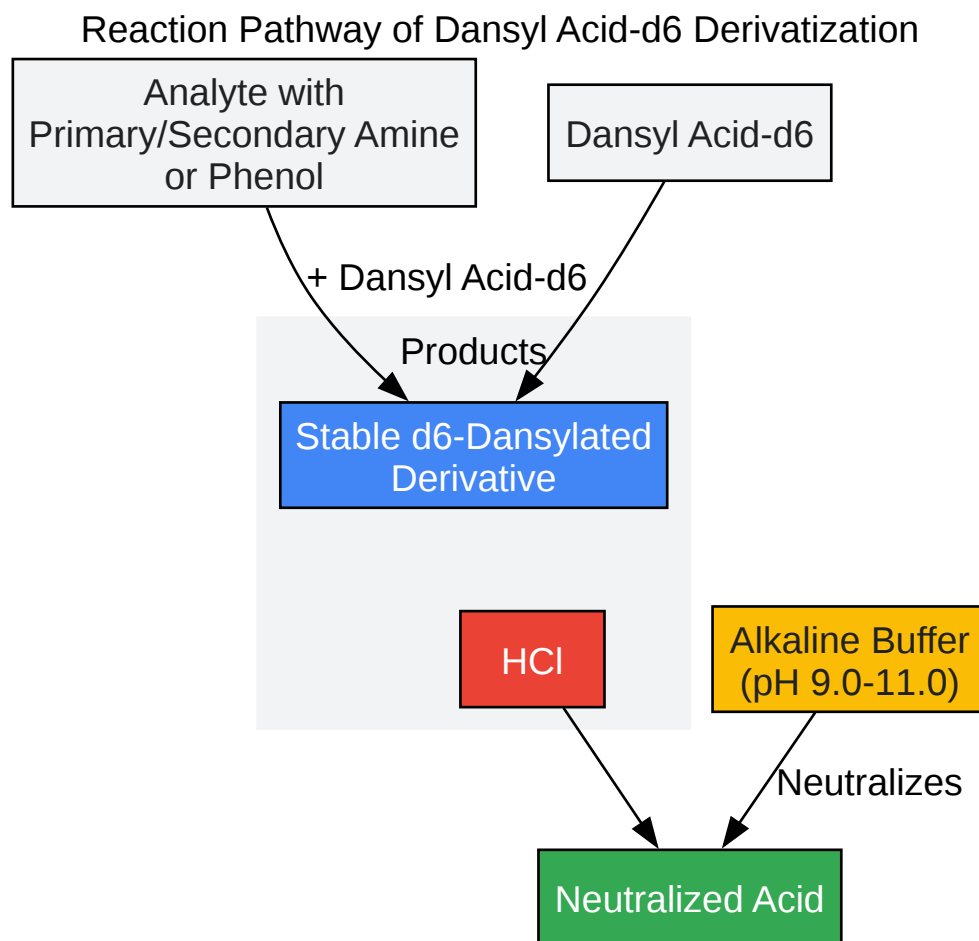 Reaction Pathway of Dansyl Acid-d6 Derivatization
Analyte with
Primary/Secondary Amine
or Phenol
Dansyl Acid-d6
+ Dansyl Acid-d6
Products
Stable d6-Dansylated
Derivative
HCl
Alkaline Buffer
(pH 9.0-11.0)
Neutralizes
Neutralized Acid